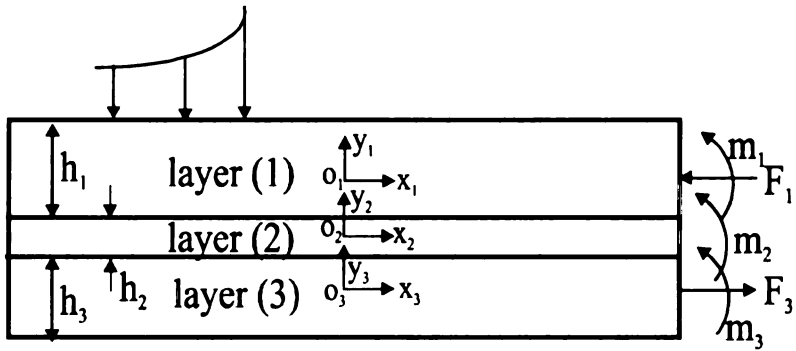 h₁ layer (1) y₁ o₁ x₁ m₁ F₁
layer (2) y₂ o₂ x₂ m₂
h₂
h₃ layer (3) y₃ o₃ x₃ F₃ m₃